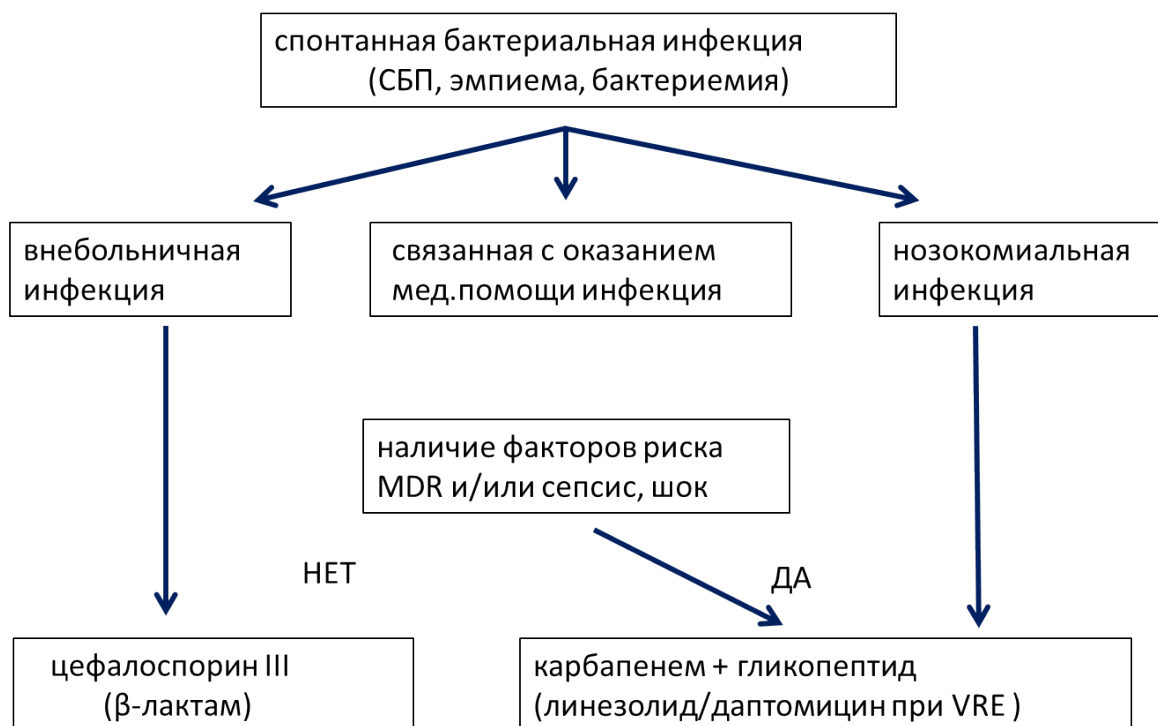 спонтанная бактериальная инфекция
(СБП, эмпиема, бактериемия)
внебольничная
инфекция
связанная с оказанием
мед.помощи инфекция
нозокомиальная
инфекция
наличие факторов риска
MDR и/или сепсис, шок
НЕТ
ДА
цефалоспорин III
(β-лактам)
карбапенем + гликопептид
(линезолид/даптомицин при VRE )